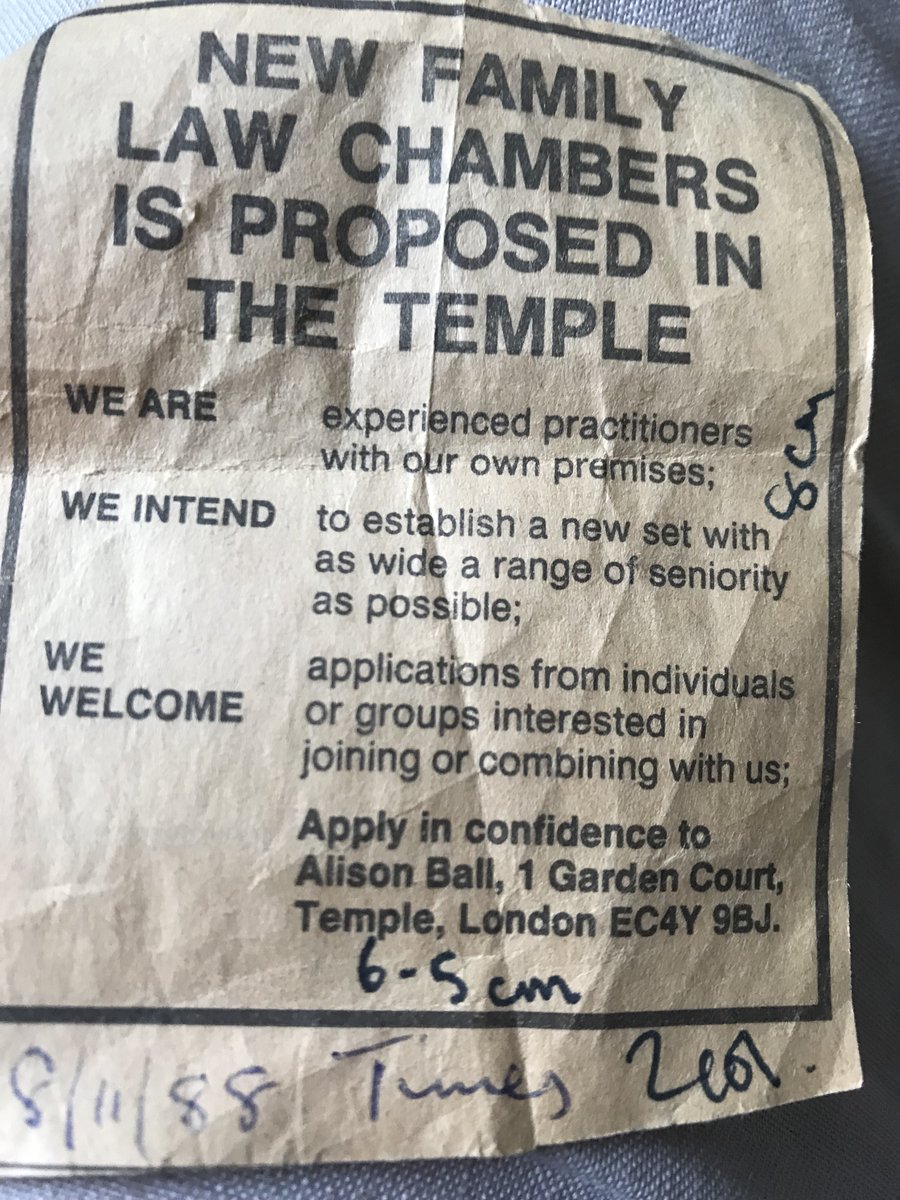 NEW FAMILY
LAW CHAMBERS
IS PROPOSED IN
THE TEMPLE
WE ARE experienced practitioners
with our own premises;
WE INTEND to establish a new set with
as wide a range of seniority
as possible;
WE applications from individuals
WELCOME or groups interested in
joining or combining with us;
Apply in confidence to
Alison Ball, 1 Garden Court,
Temple, London EC4Y 9BJ.
8cm
6-5 cm
8/11/88 Times